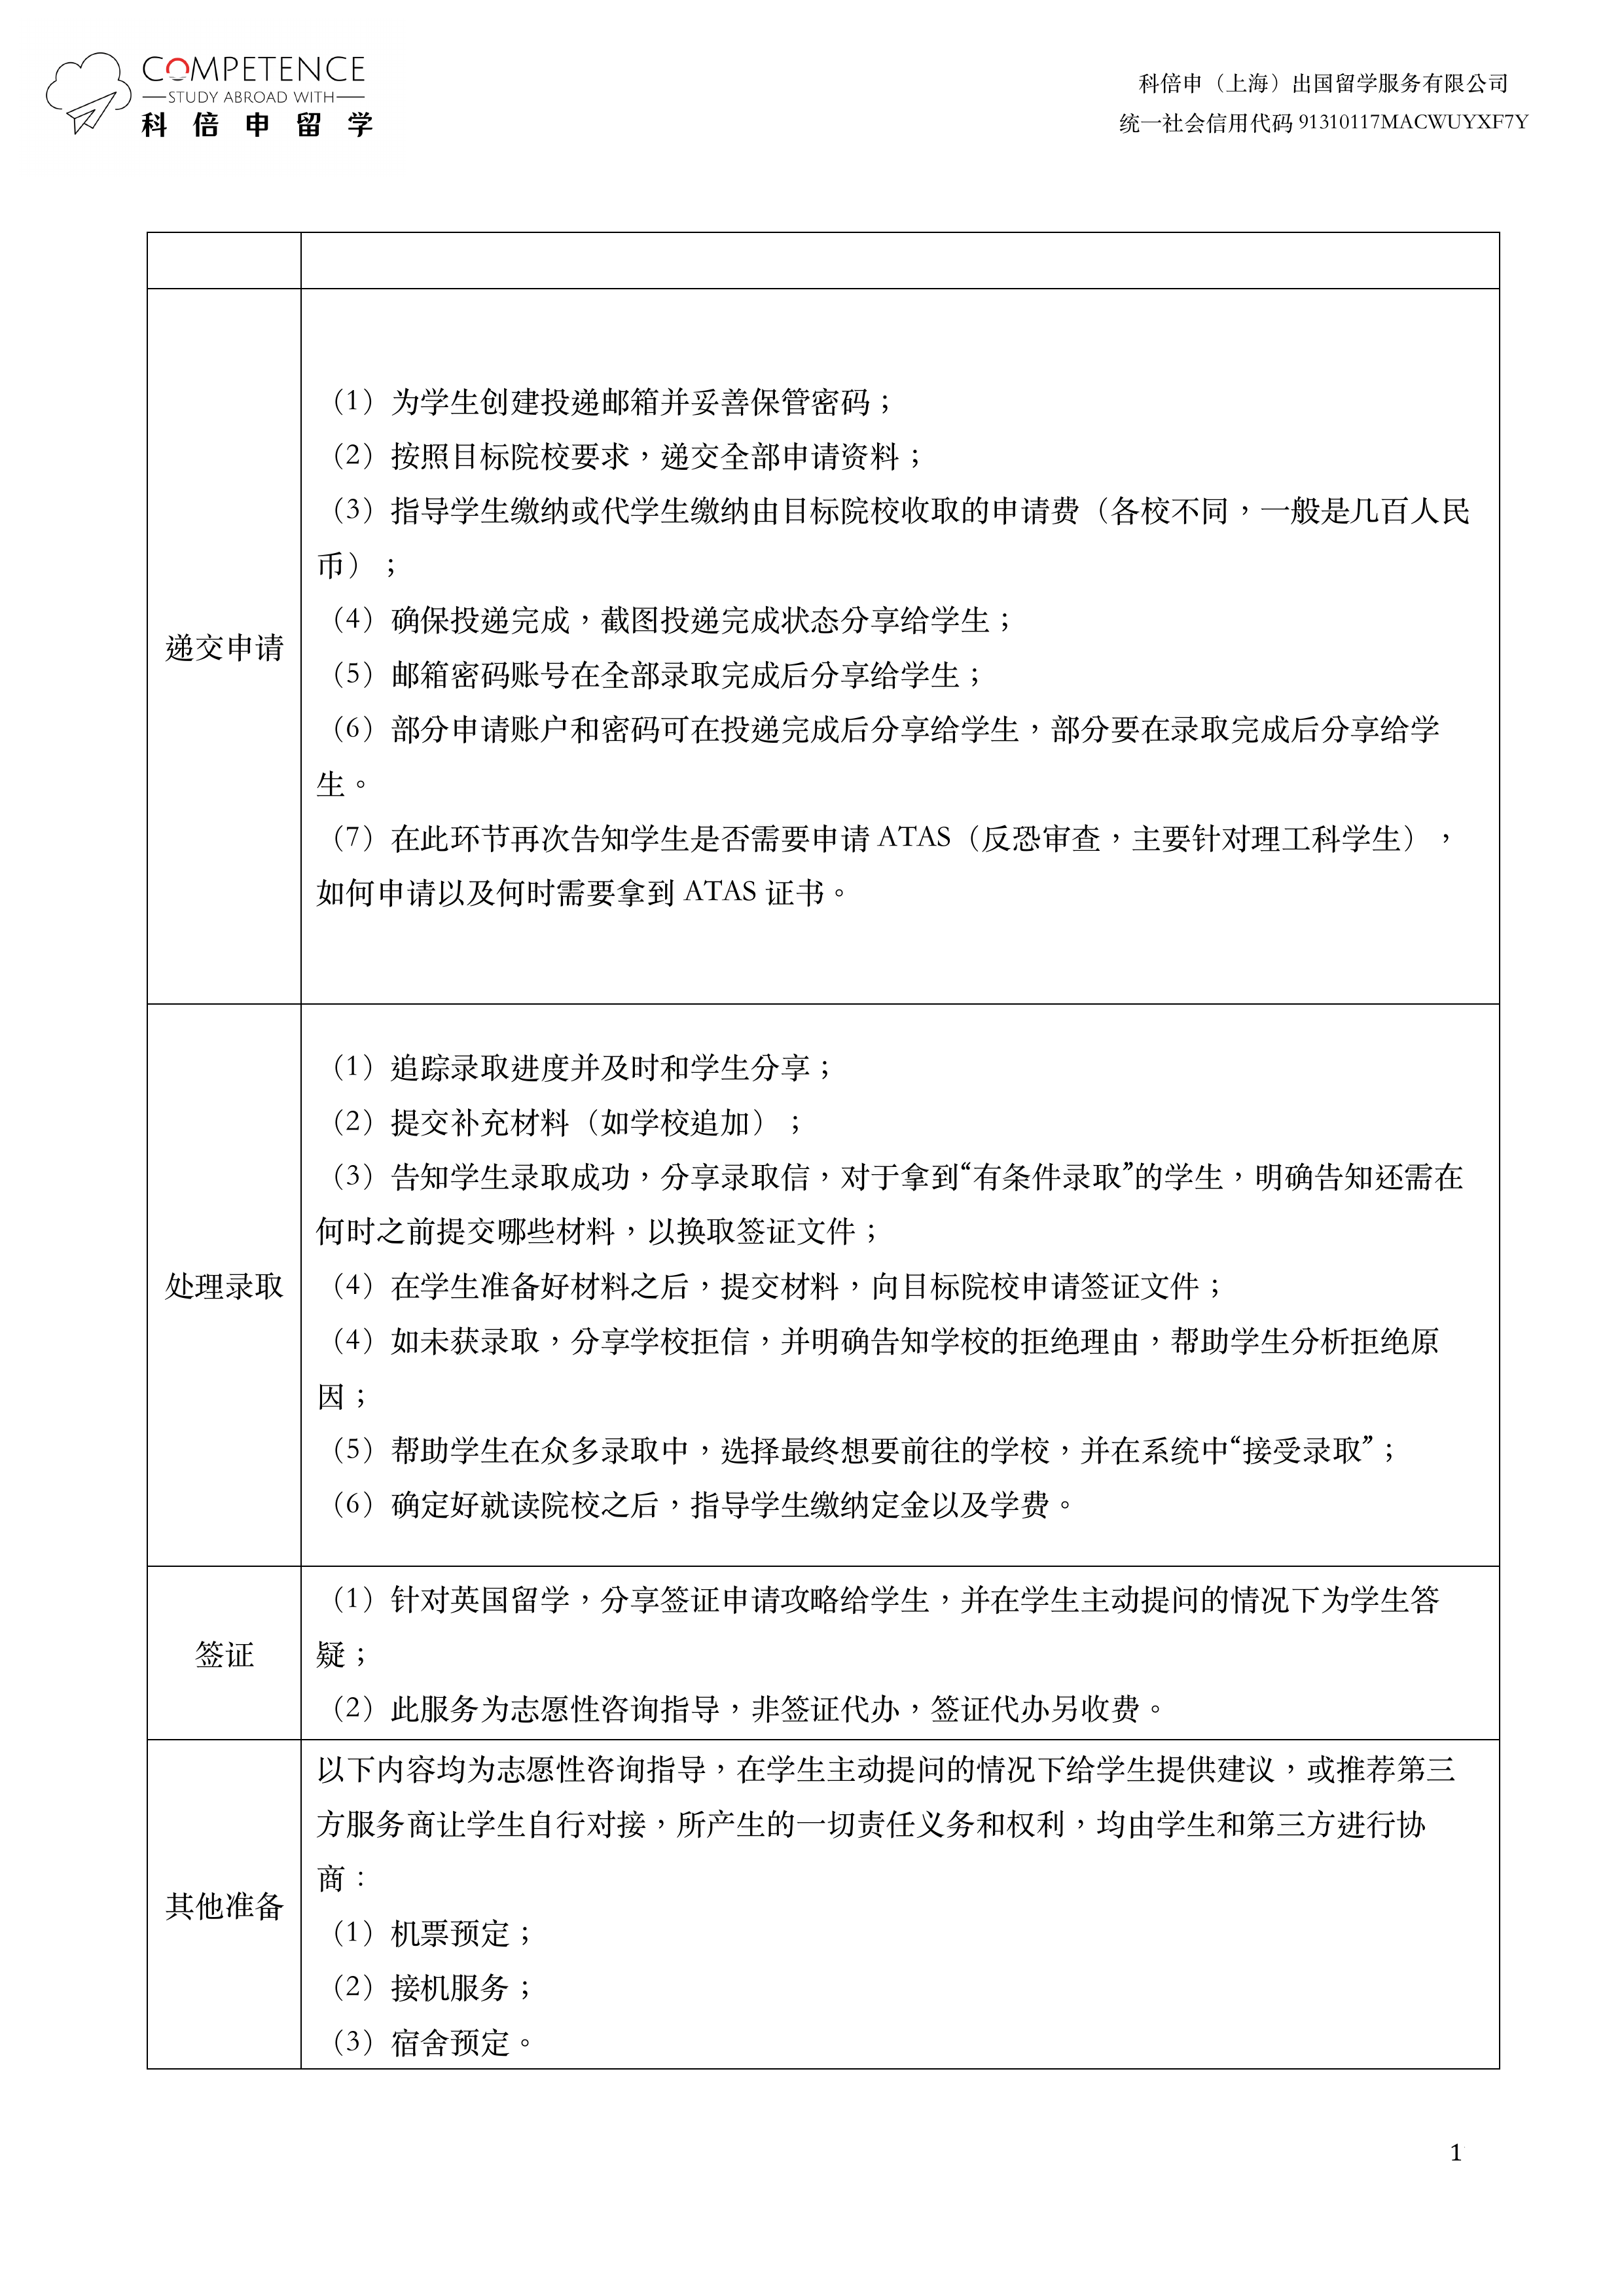 COMPETENCE
STUDY ABROAD WITH
科倍申留学
科倍申（上海）出国留学服务有限公司
统一社会信用代码 91310117MACWUYXF7Y
递交申请
（1）为学生创建投递邮箱并妥善保管密码；
（2）按照目标院校要求，递交全部申请资料；
（3）指导学生缴纳或代学生缴纳由目标院校收取的申请费（各校不同，一般是几百人民
币）；
（4）确保投递完成，截图投递完成状态分享给学生；
（5）邮箱密码账号在全部录取完成后分享给学生；
（6）部分申请账户和密码可在投递完成后分享给学生，部分要在录取完成后分享给学
生。
（7）在此环节再次告知学生是否需要申请 ATAS（反恐审查，主要针对理工科学生），
如何申请以及何时需要拿到 ATAS 证书。
处理录取
（1）追踪录取进度并及时和学生分享；
（2）提交补充材料（如学校追加）；
（3）告知学生录取成功，分享录取信，对于拿到“有条件录取”的学生，明确告知还需在
何时之前提交哪些材料，以换取签证文件；
（4）在学生准备好材料之后，提交材料，向目标院校申请签证文件；
（4）如未获录取，分享学校拒信，并明确告知学校的拒绝理由，帮助学生分析拒绝原
因；
（5）帮助学生在众多录取中，选择最终想要前往的学校，并在系统中“接受录取”；
（6）确定好就读院校之后，指导学生缴纳定金以及学费。
签证
（1）针对英国留学，分享签证申请攻略给学生，并在学生主动提问的情况下为学生答
疑；
（2）此服务为志愿性咨询指导，非签证代办，签证代办另收费。
其他准备
以下内容均为志愿性咨询指导，在学生主动提问的情况下给学生提供建议，或推荐第三
方服务商让学生自行对接，所产生的一切责任义务和权利，均由学生和第三方进行协
商：
（1）机票预定；
（2）接机服务；
（3）宿舍预定。
1